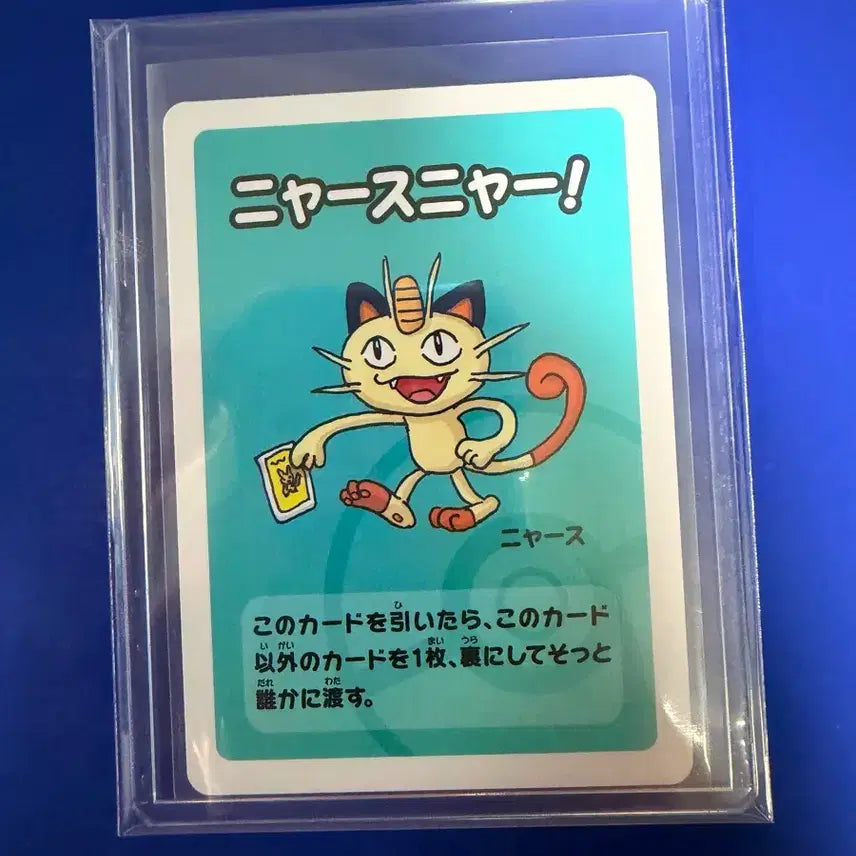 ニャースニャー!
ニャース
このカードを引いたら、このカード
以外のカードを1枚、裏にしてそっと
誰かに渡す。